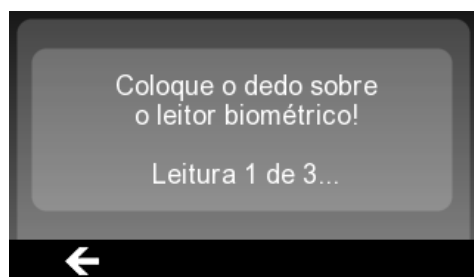 Coloque o dedo sobre
o leitor biométrico!
Leitura 1 de 3...